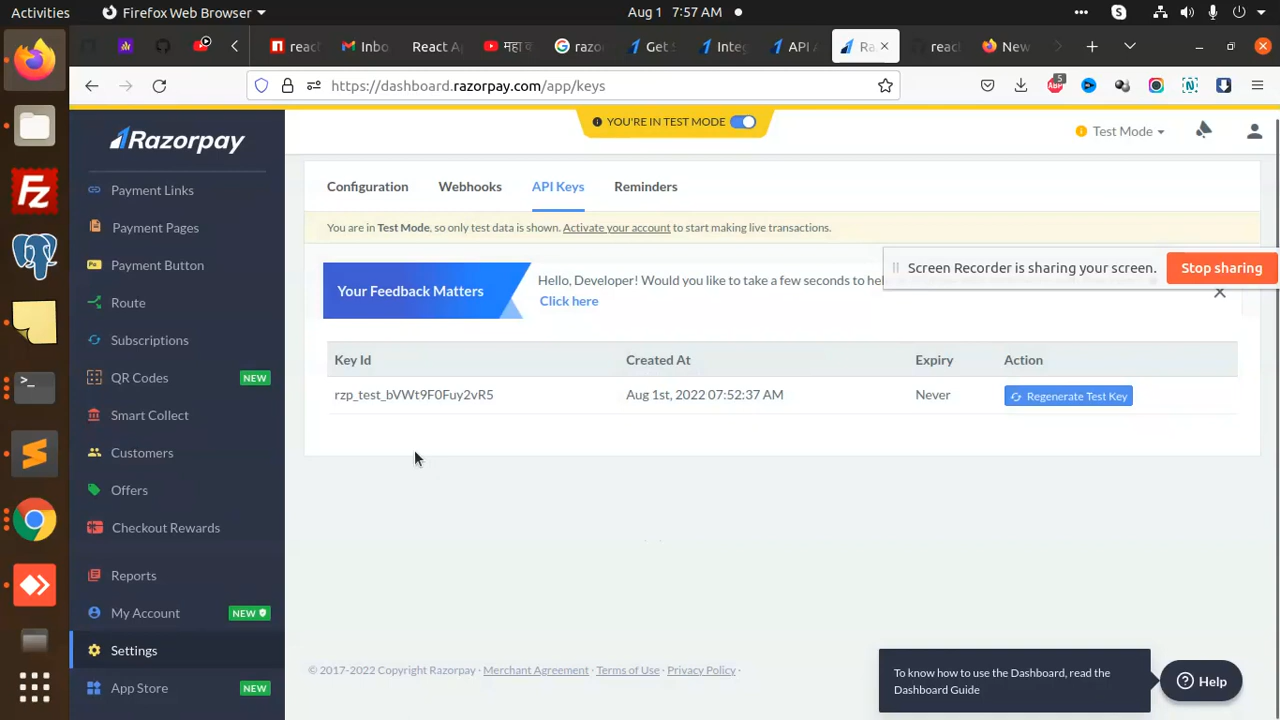 Activities Firefox Web Browser Aug 1 7:57 AM
react Inbo React Ap महा व razor Get S Integ API A Ra react New
https://dashboard.razorpay.com/app/keys 5
Razorpay
YOU'RE IN TEST MODE
Test Mode
Payment Links
Payment Pages
Payment Button
Route
Subscriptions
QR Codes NEW
Smart Collect
Customers
Offers
Checkout Rewards
Reports
My Account NEW
Settings
App Store NEW
Configuration Webhooks API Keys Reminders
You are in Test Mode, so only test data is shown. Activate your account to start making live transactions.
Screen Recorder is sharing your screen. Stop sharing
Your Feedback Matters
Hello, Developer! Would you like to take a few seconds to hel
Click here
Key Id Created At Expiry Action
rzp_test_bVWt9F0Fuy2vR5 Aug 1st, 2022 07:52:37 AM Never Regenerate Test Key
© 2017-2022 Copyright Razorpay · Merchant Agreement · Terms of Use · Privacy Policy ·
To know how to use the Dashboard, read the
Dashboard Guide
Help